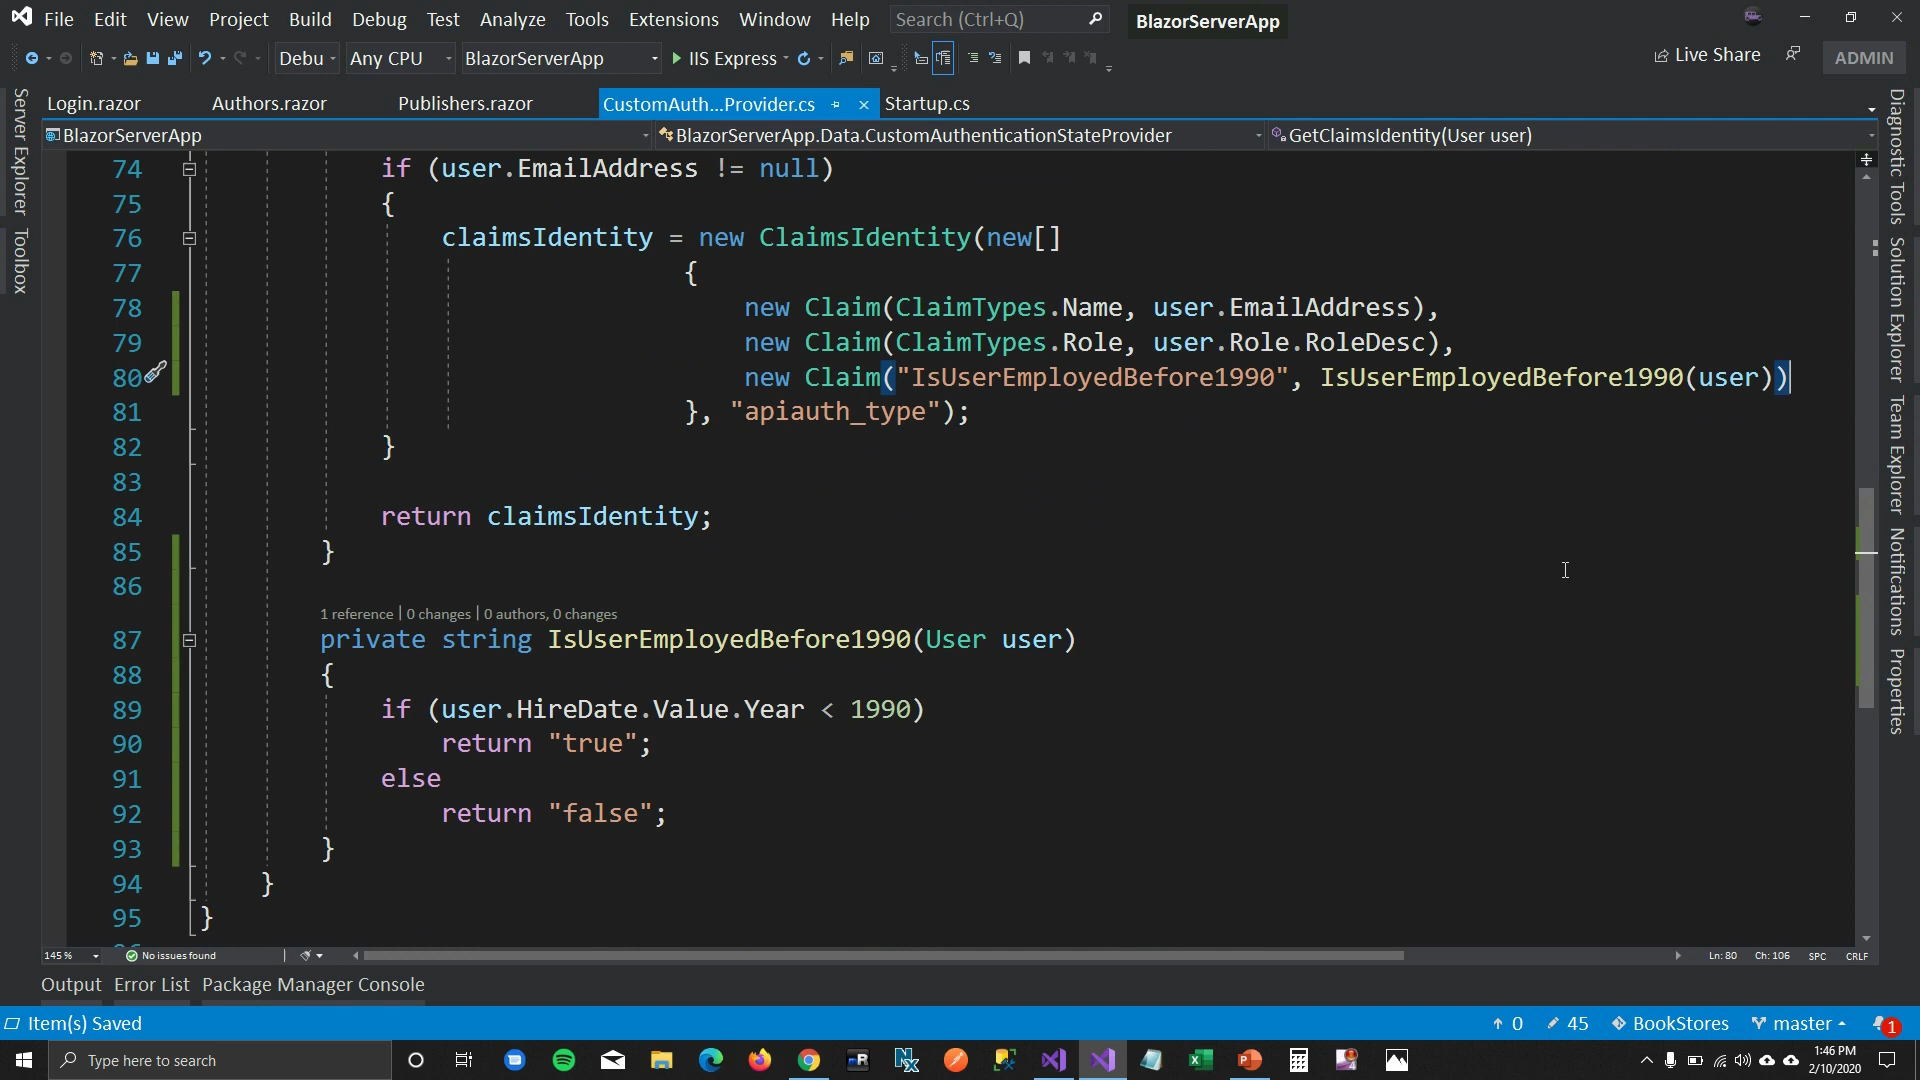 File Edit View Project Build Debug Test Analyze Tools Extensions Window Help Search (Ctrl+Q) BlazorServerApp
Debu Any CPU BlazorServerApp IIS Express Live Share ADMIN
Login.razor Authors.razor Publishers.razor CustomAuth...Provider.cs Startup.cs
BlazorServerApp BlazorServerApp.Data.CustomAuthenticationStateProvider GetClaimsIdentity(User user)
Server Explorer
Toolbox
74 if (user.EmailAddress != null)
75 {
76 claimsIdentity = new ClaimsIdentity(new[]
77 {
78 new Claim(ClaimTypes.Name, user.EmailAddress),
79 new Claim(ClaimTypes.Role, user.Role.RoleDesc),
80 new Claim("IsUserEmployedBefore1990", IsUserEmployedBefore1990(user))
81 }, "apiauth_type");
82 }
83
84 return claimsIdentity;
85 }
86
1 reference | 0 changes | 0 authors, 0 changes
87 private string IsUserEmployedBefore1990(User user)
88 {
89 if (user.HireDate.Value.Year < 1990)
90 return "true";
91 else
92 return "false";
93 }
94 }
95 }
Diagnostic Tools
Solution Explorer
Team Explorer
Notifications
Properties
145 % No issues found Ln: 80 Ch: 106 SPC CRLF
Output Error List Package Manager Console
Item(s) Saved 0 45 BookStores master 1
Type here to search
1:46 PM
2/10/2020